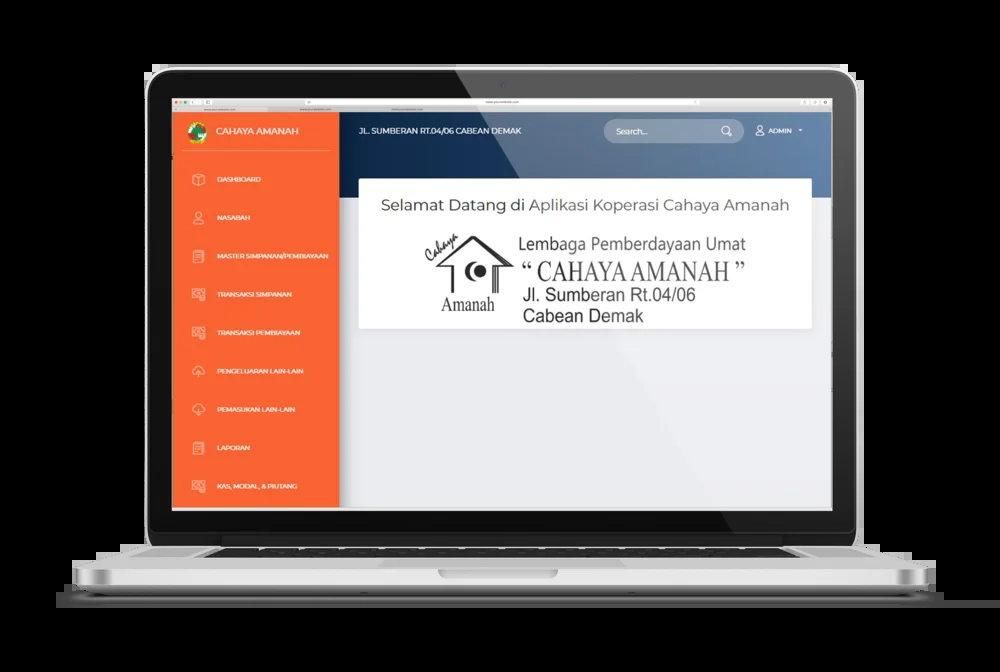 CAHAYA AMANAH
JL. SUMBERAN RT.04/06 CABEAN DEMAK
Search...
ADMIN
DASHBOARD
NASABAH
MASTER SIMPANAN/PEMBIAYAAN
TRANSAKSI SIMPANAN
TRANSAKSI PEMBIAYAAN
PENGELUARAN LAIN-LAIN
PEMASUKAN LAIN-LAIN
LAPORAN
KAS, MODAL, & PIUTANG
Selamat Datang di Aplikasi Koperasi Cahaya Amanah
Cahaya
Amanah
Lembaga Pemberdayaan Umat
“ CAHAYA AMANAH ”
Jl. Sumberan Rt.04/06
Cabean Demak